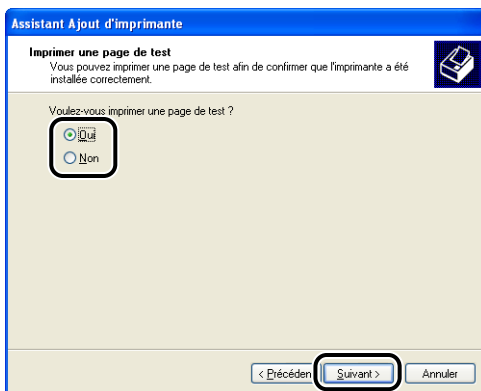 Assistant Ajout d'imprimante
Imprimer une page de test
Vous pouvez imprimer une page de test afin de confirmer que l'imprimante a été
installée correctement.
Voulez-vous imprimer une page de test ?
Oui
Non
< Précéden Suivant > Annuler